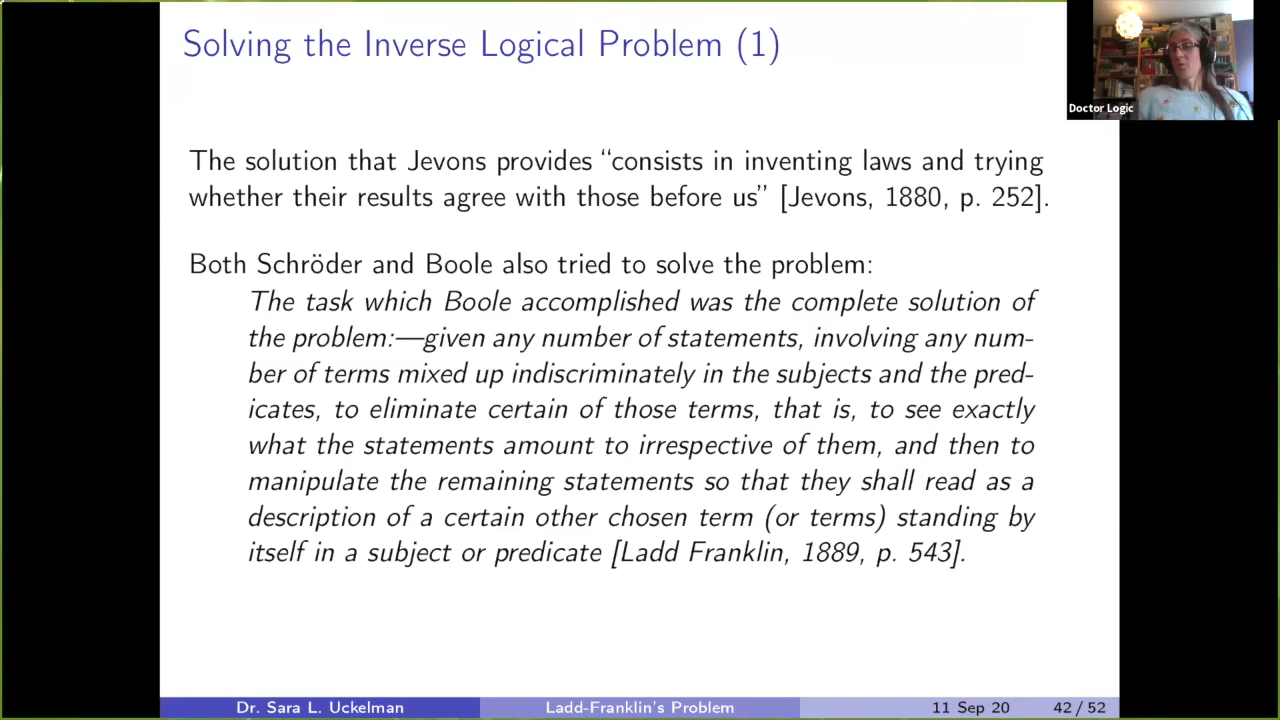 Solving the Inverse Logical Problem (1)
Doctor Logic
The solution that Jevons provides “consists in inventing laws and trying
whether their results agree with those before us” [Jevons, 1880, p. 252].
Both Schröder and Boole also tried to solve the problem:
The task which Boole accomplished was the complete solution of
the problem:—given any number of statements, involving any num-
ber of terms mixed up indiscriminately in the subjects and the pred-
icates, to eliminate certain of those terms, that is, to see exactly
what the statements amount to irrespective of them, and then to
manipulate the remaining statements so that they shall read as a
description of a certain other chosen term (or terms) standing by
itself in a subject or predicate [Ladd Franklin, 1889, p. 543].
Dr. Sara L. Uckelman
Ladd-Franklin's Problem
11 Sep 20
42 / 52